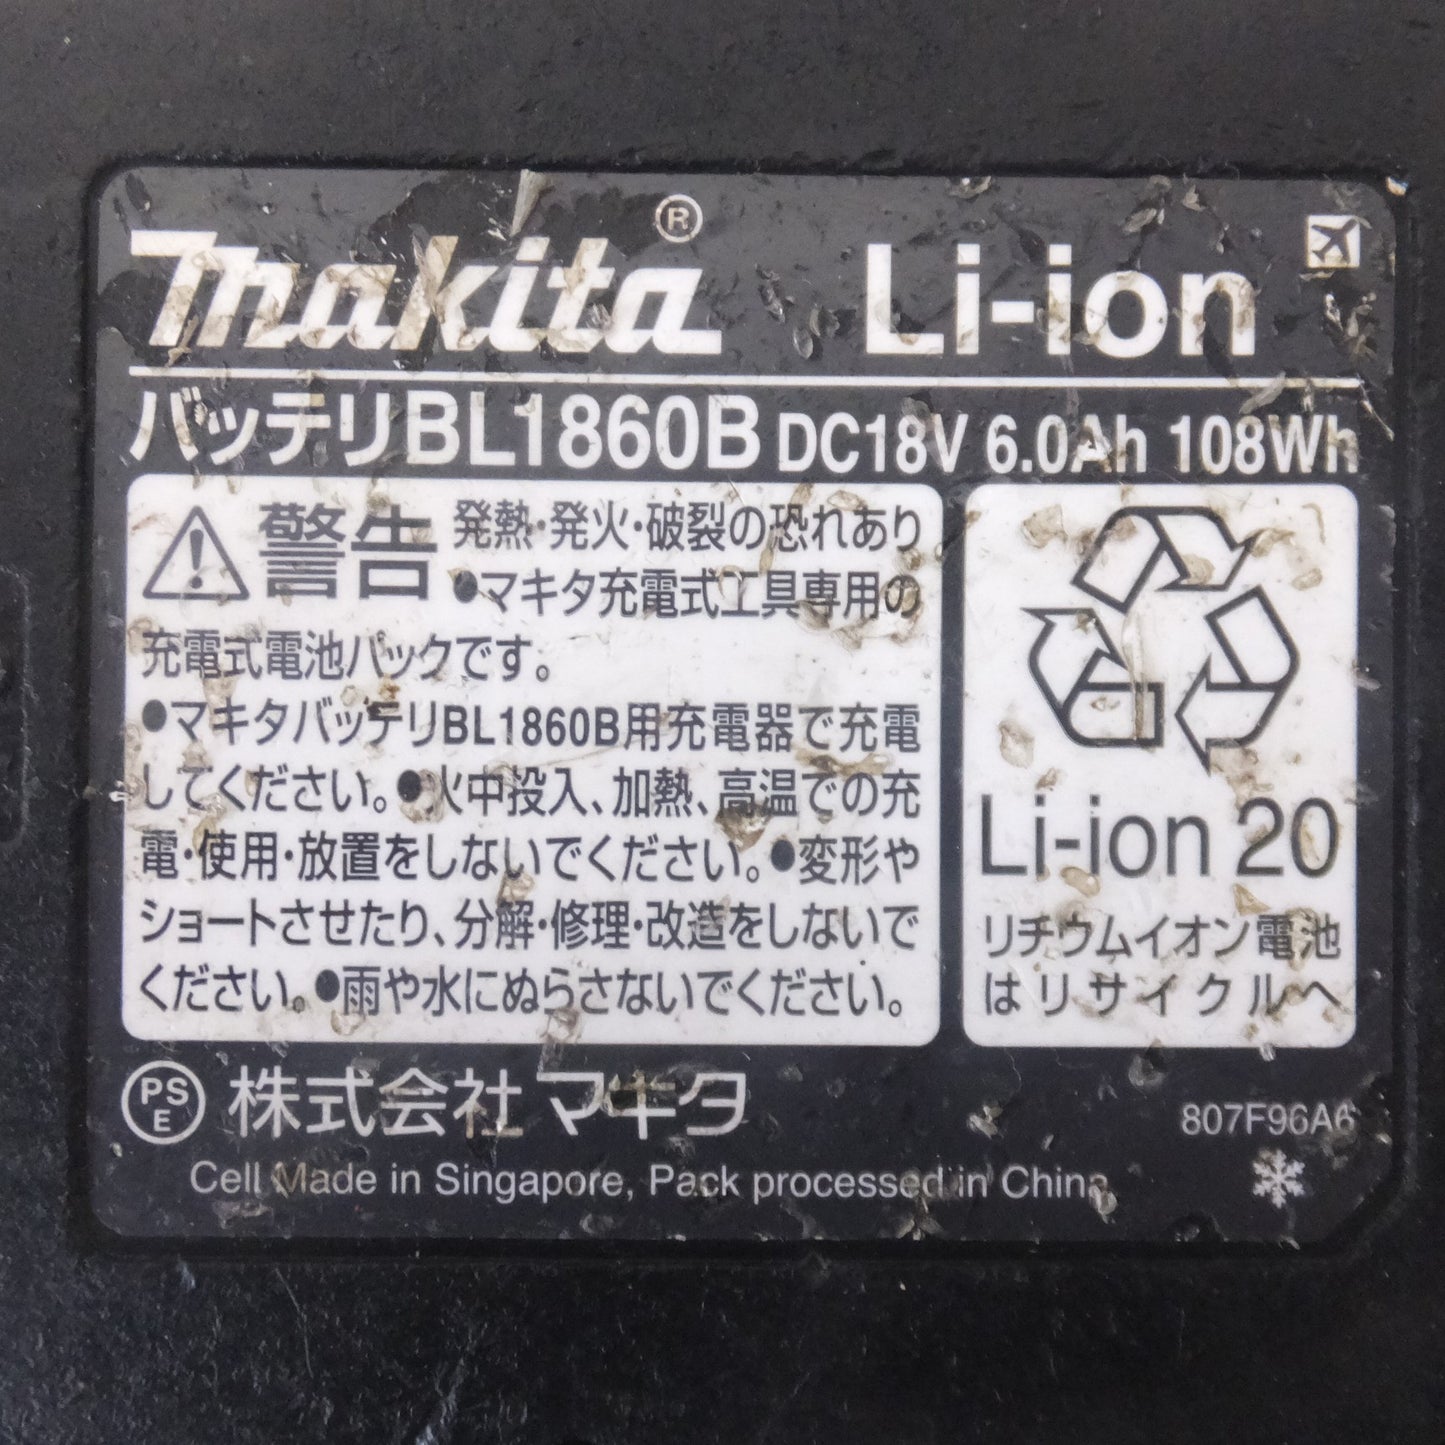 makita® Li-ion
バッテリBL1860B DC18V 6.0Ah 108Wh
警告 発熱・発火・破裂の恐れあり
●マキタ充電式工具専用の
充電式電池パックです。
●マキタバッテリBL1860B用充電器で充電
してください。●火中投入、加熱、高温での充
電・使用・放置をしないでください。●変形や
ショートさせたり、分解・修理・改造をしないで
ください。●雨や水にぬらさないでください。
Li-ion 20
リチウムイオン電池
はリサイクルへ
PS
E
株式会社マキタ
807F96A6
Cell Made in Singapore, Pack processed in China